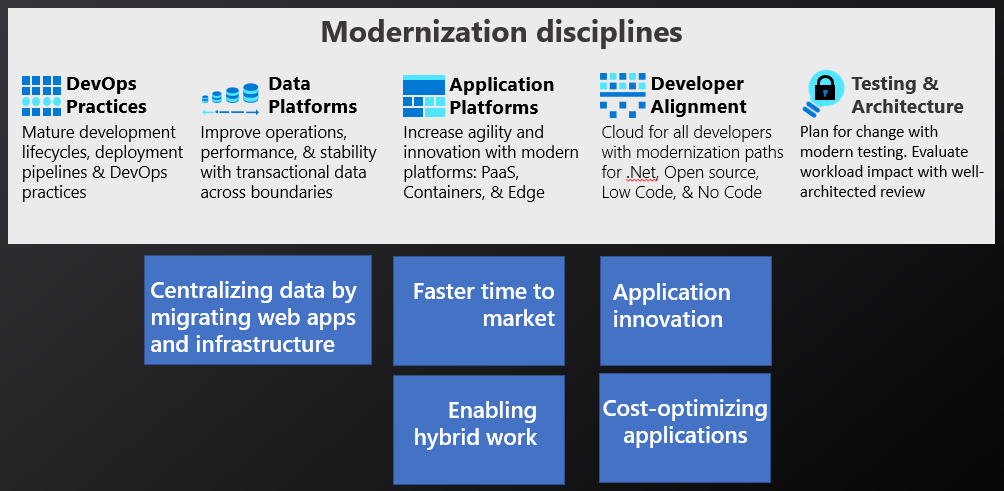 Modernization disciplines
DevOps
Practices
Mature development
lifecycles, deployment
pipelines & DevOps
practices
Data
Platforms
Improve operations,
performance, & stability
with transactional data
across boundaries
Application
Platforms
Increase agility and
innovation with modern
platforms: PaaS,
Containers, & Edge
Developer
Alignment
Cloud for all developers
with modernization paths
for .Net, Open source,
Low Code, & No Code
Testing &
Architecture
Plan for change with
modern testing. Evaluate
workload impact with well-
architected review
Centralizing data by
migrating web apps
and infrastructure
Faster time to
market
Application
innovation
Enabling
hybrid work
Cost-optimizing
applications